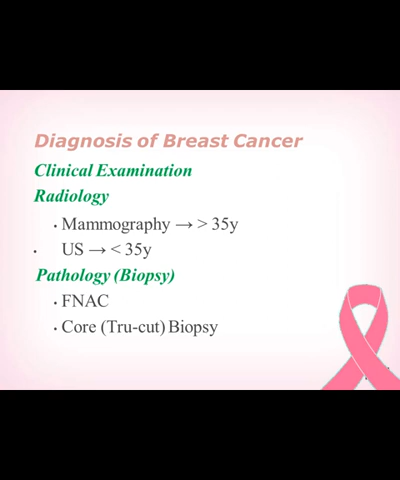 Diagnosis of Breast Cancer
Clinical Examination
Radiology
• Mammography → > 35y
• US → < 35y
Pathology (Biopsy)
• FNAC
• Core (Tru-cut) Biopsy